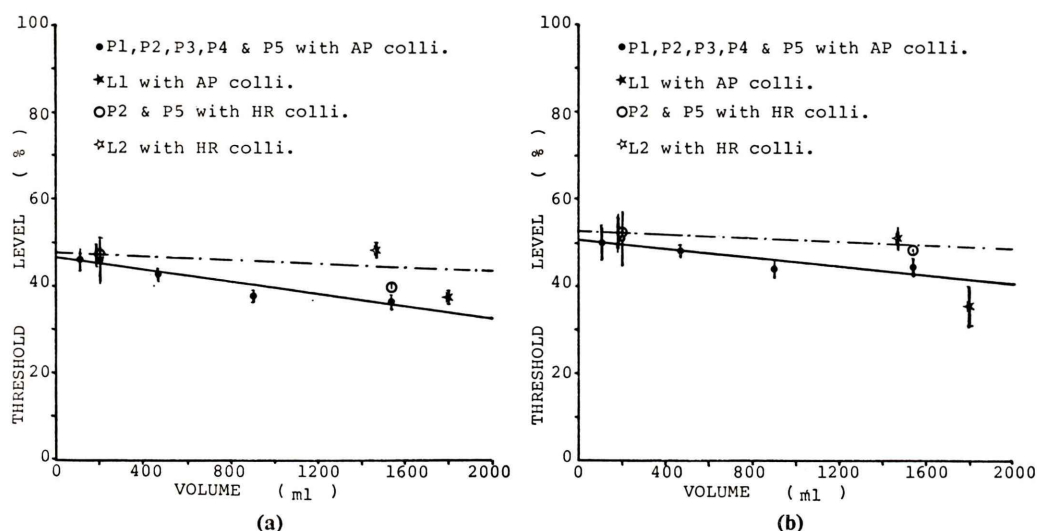 100
80
60
40
20
0
THRESHOLD LEVEL ( % )
•P1,P2,P3,P4 & P5 with AP colli.
★L1 with AP colli.
○P2 & P5 with HR colli.
☆L2 with HR colli.
0 400 800 1200 1600 2000
VOLUME ( ml )
(a)
100
80
60
40
20
0
THRESHOLD LEVEL ( % )
•P1,P2,P3,P4 & P5 with AP colli.
★L1 with AP colli.
○P2 & P5 with HR colli.
☆L2 with HR colli.
0 400 800 1200 1600 2000
VOLUME ( ml )
(b)